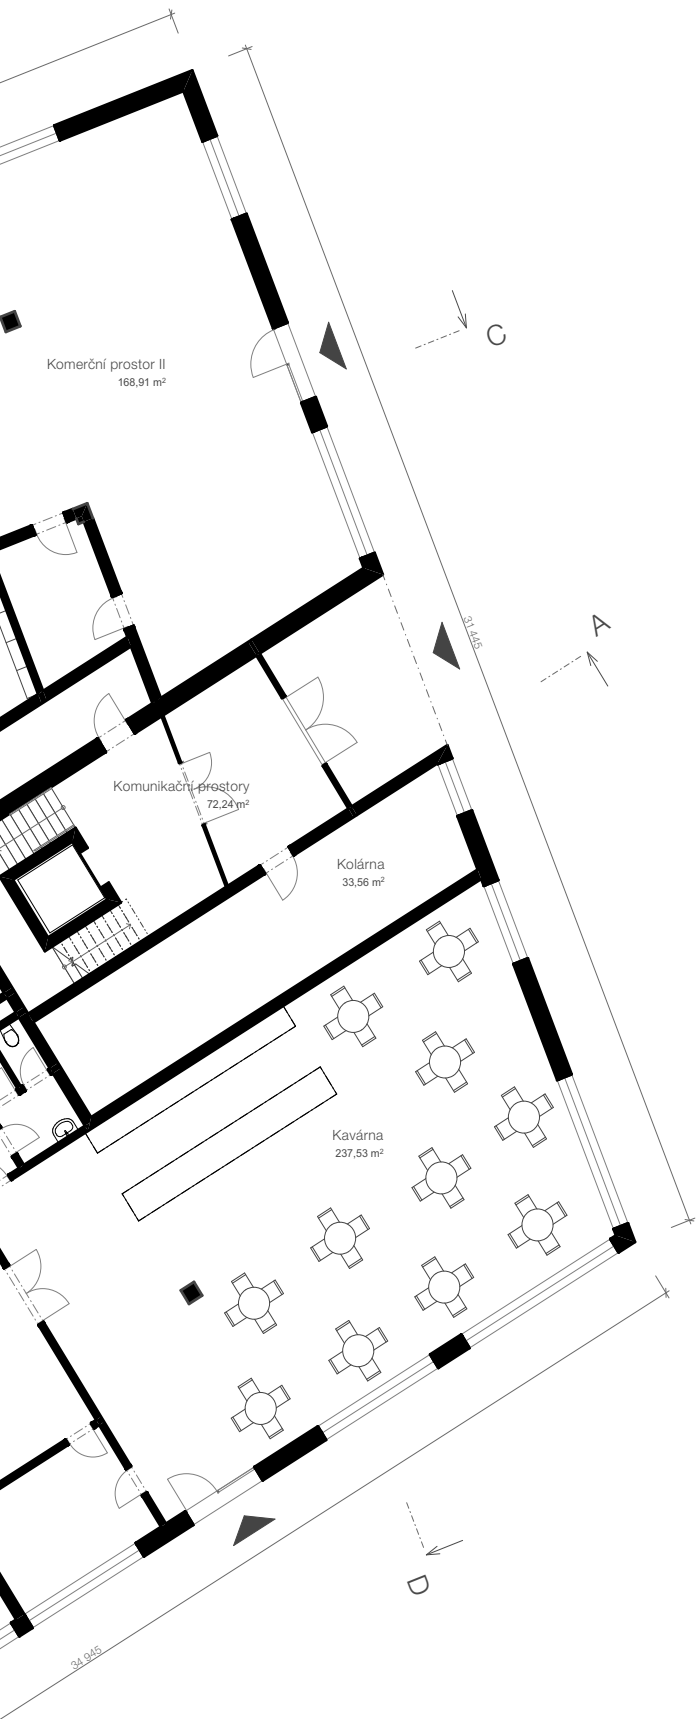 C
Komerční prostor II
168,91 m²
A
31 445
Komunikační prostory
72,24 m²
Kolárna
33,56 m²
Kavárna
237,53 m²
D
34 945